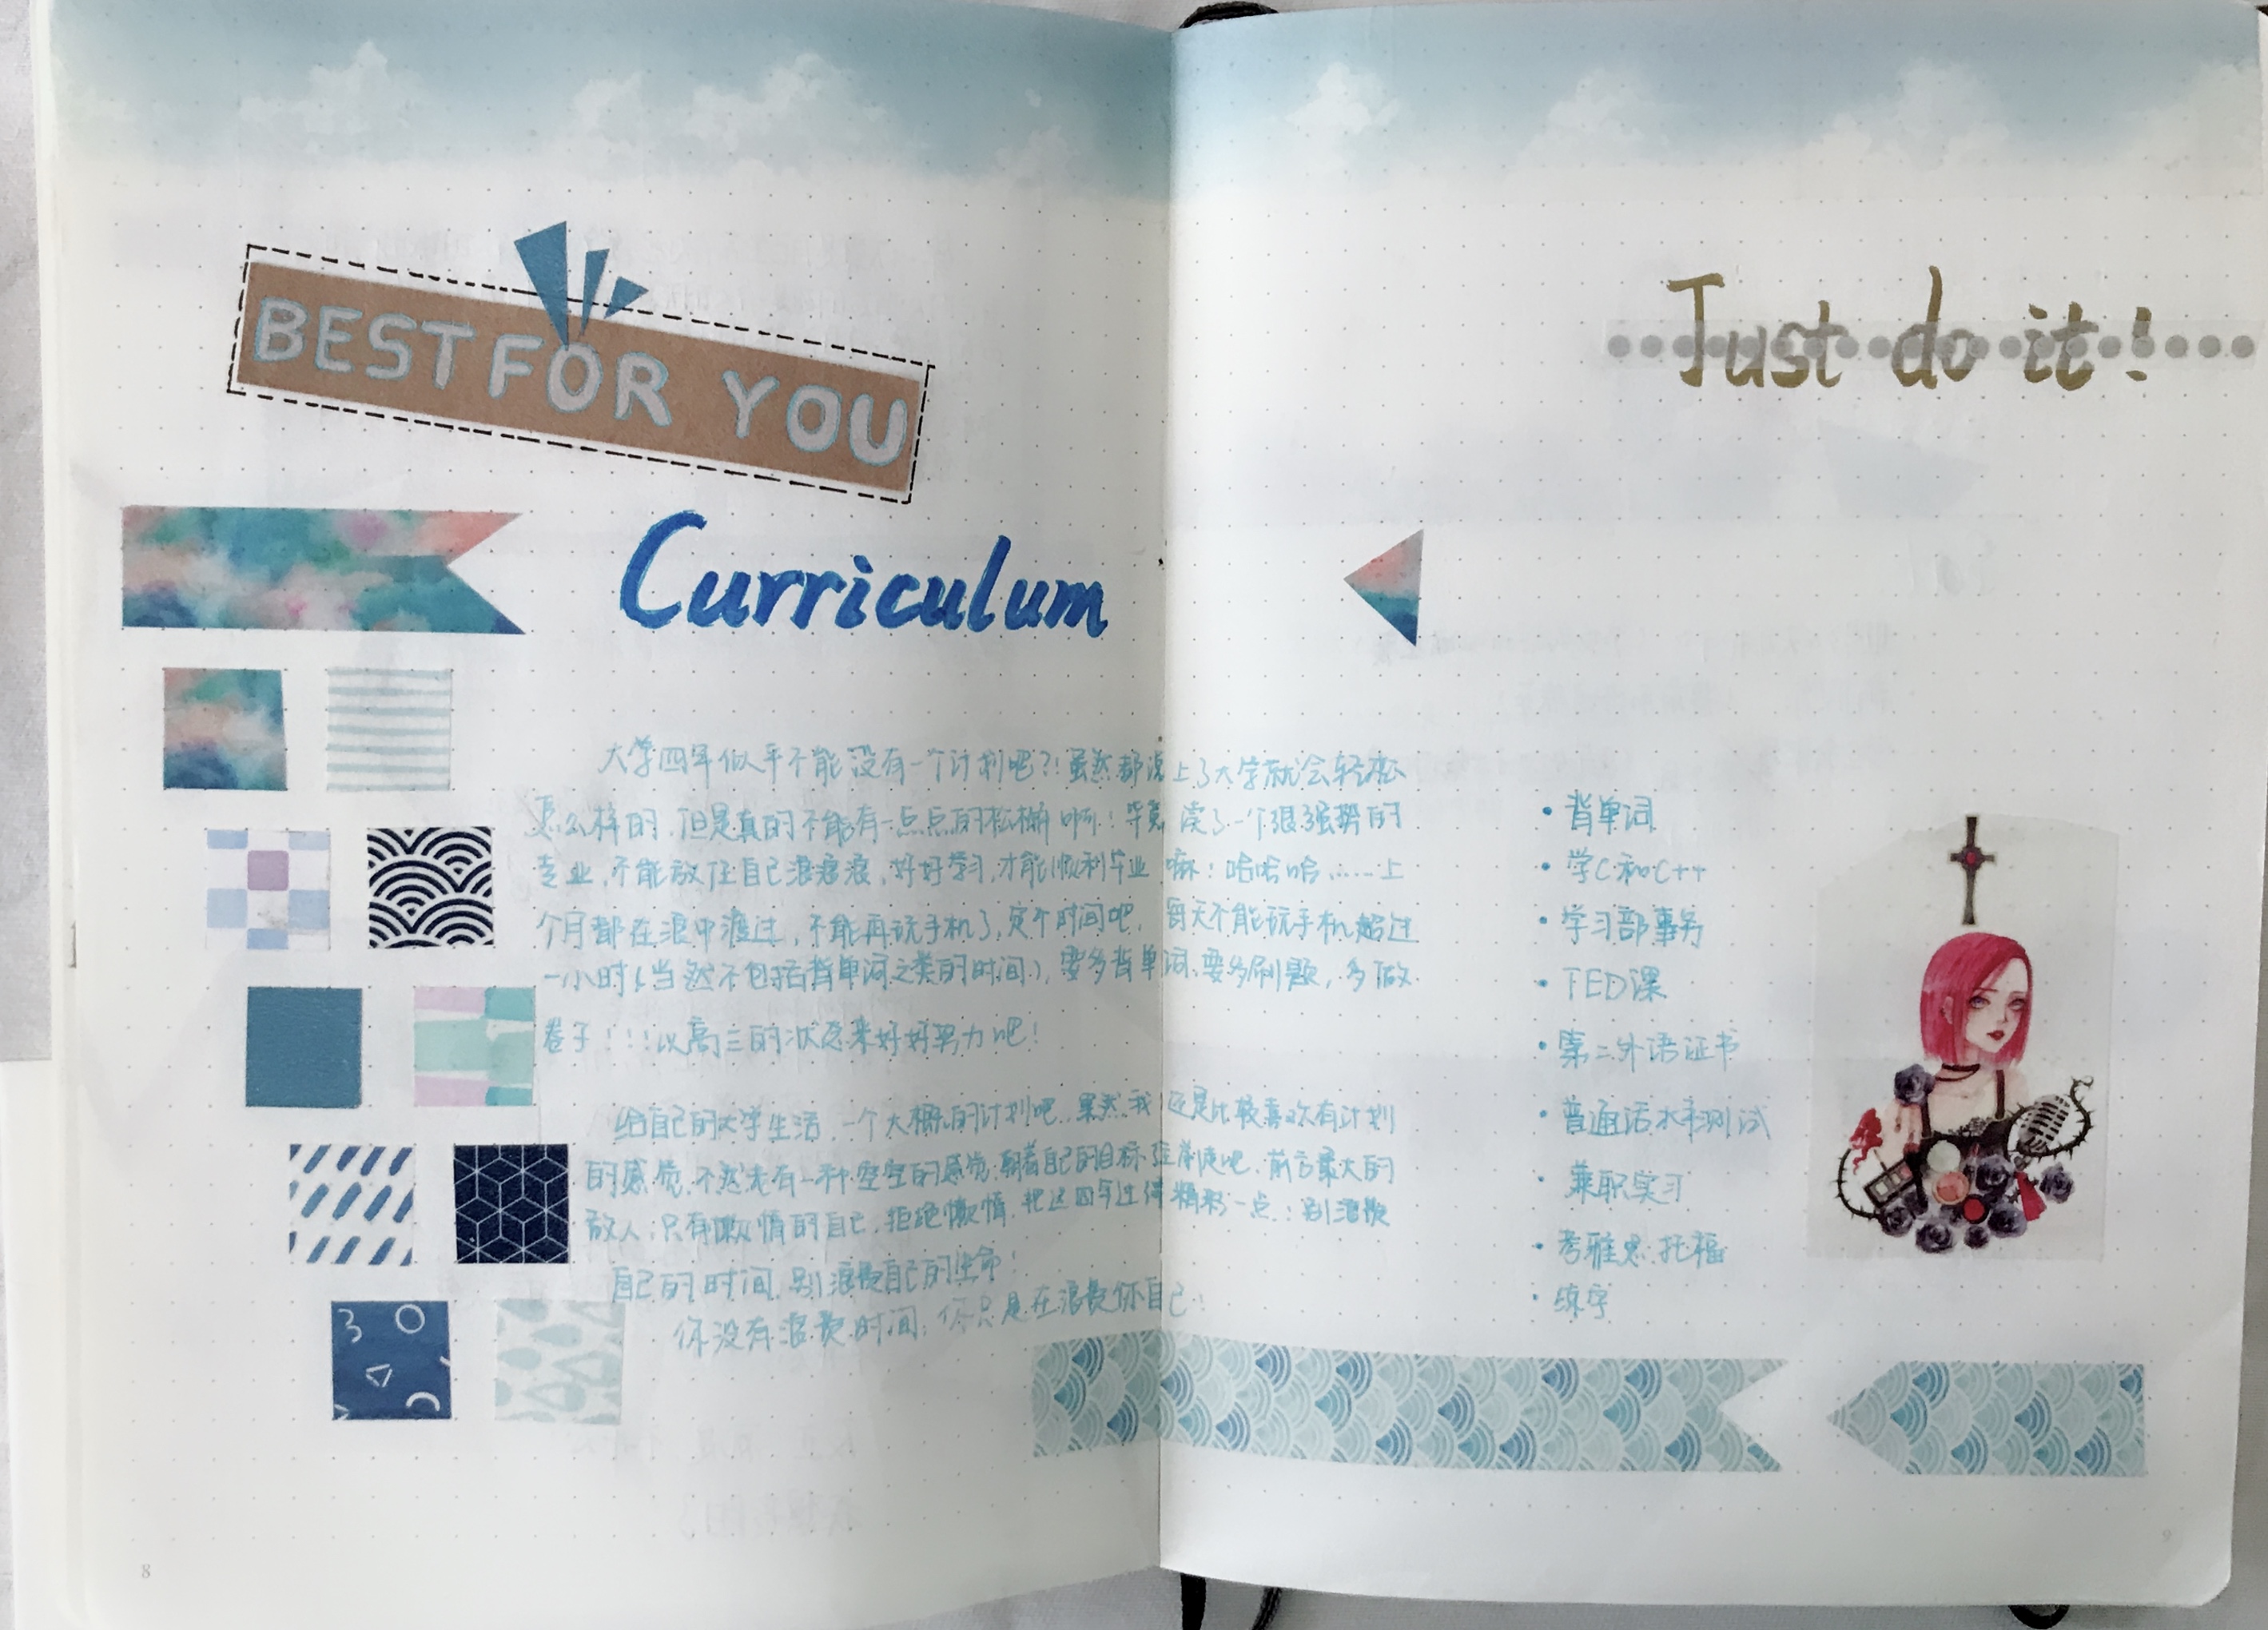 BEST FOR YOU
Just do it!
Curriculum
大学四年似乎不能没有一个计划吧?!虽然都说上了大学就会轻松
怎么样的,但是真的不能有一点点的松懈啊!毕竟读了一个很强势的
专业,不能放任自己浪浪浪,好好学习,才能顺利毕业嘛!哈哈哈……上
个月都在浪中渡过,不能再玩手机了,定个时间吧,每天不能玩手机超过
一小时(当然不包括背单词之类的时间),要多背单词,要多刷题,多做
卷子!!!以高三的状态来好好努力吧!
给自己的大学生活,一个大概的计划吧,果然我还是比较喜欢有计划
的感觉,不然先有一种空空的感觉,朝着自己的目标前进吧,前方最大的
敌人,只有懒惰的自己,拒绝懒惰,把这四年过得精彩一点!别浪费
自己的时间,别浪费自己的生命!
你没有浪费时间,你只是在浪费你自己!
• 背单词
• 学C和C++
• 学习部事务
• TED课
• 第二外语证书
• 普通话水平测试
• 兼职实习
• 考雅思、托福
• 练字
3
8
9